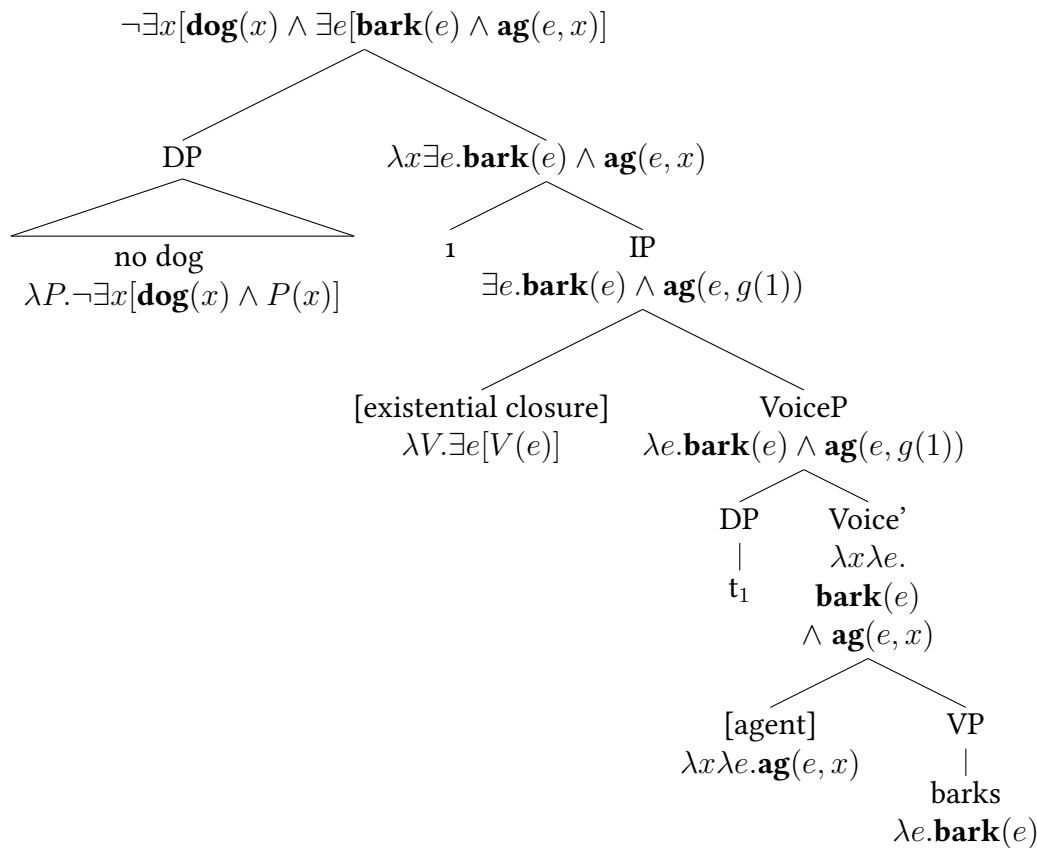 ¬∃x[dog(x) ∧ ∃e[bark(e) ∧ ag(e, x)]
DP
λx∃e.bark(e) ∧ ag(e, x)
no dog
λP.¬∃x[dog(x) ∧ P(x)]
1
IP
∃e.bark(e) ∧ ag(e, g(1))
[existential closure]
λV.∃e[V(e)]
VoiceP
λe.bark(e) ∧ ag(e, g(1))
DP
t₁
Voice’
λxλe.
bark(e)
∧ ag(e, x)
[agent]
λxλe.ag(e, x)
VP
barks
λe.bark(e)